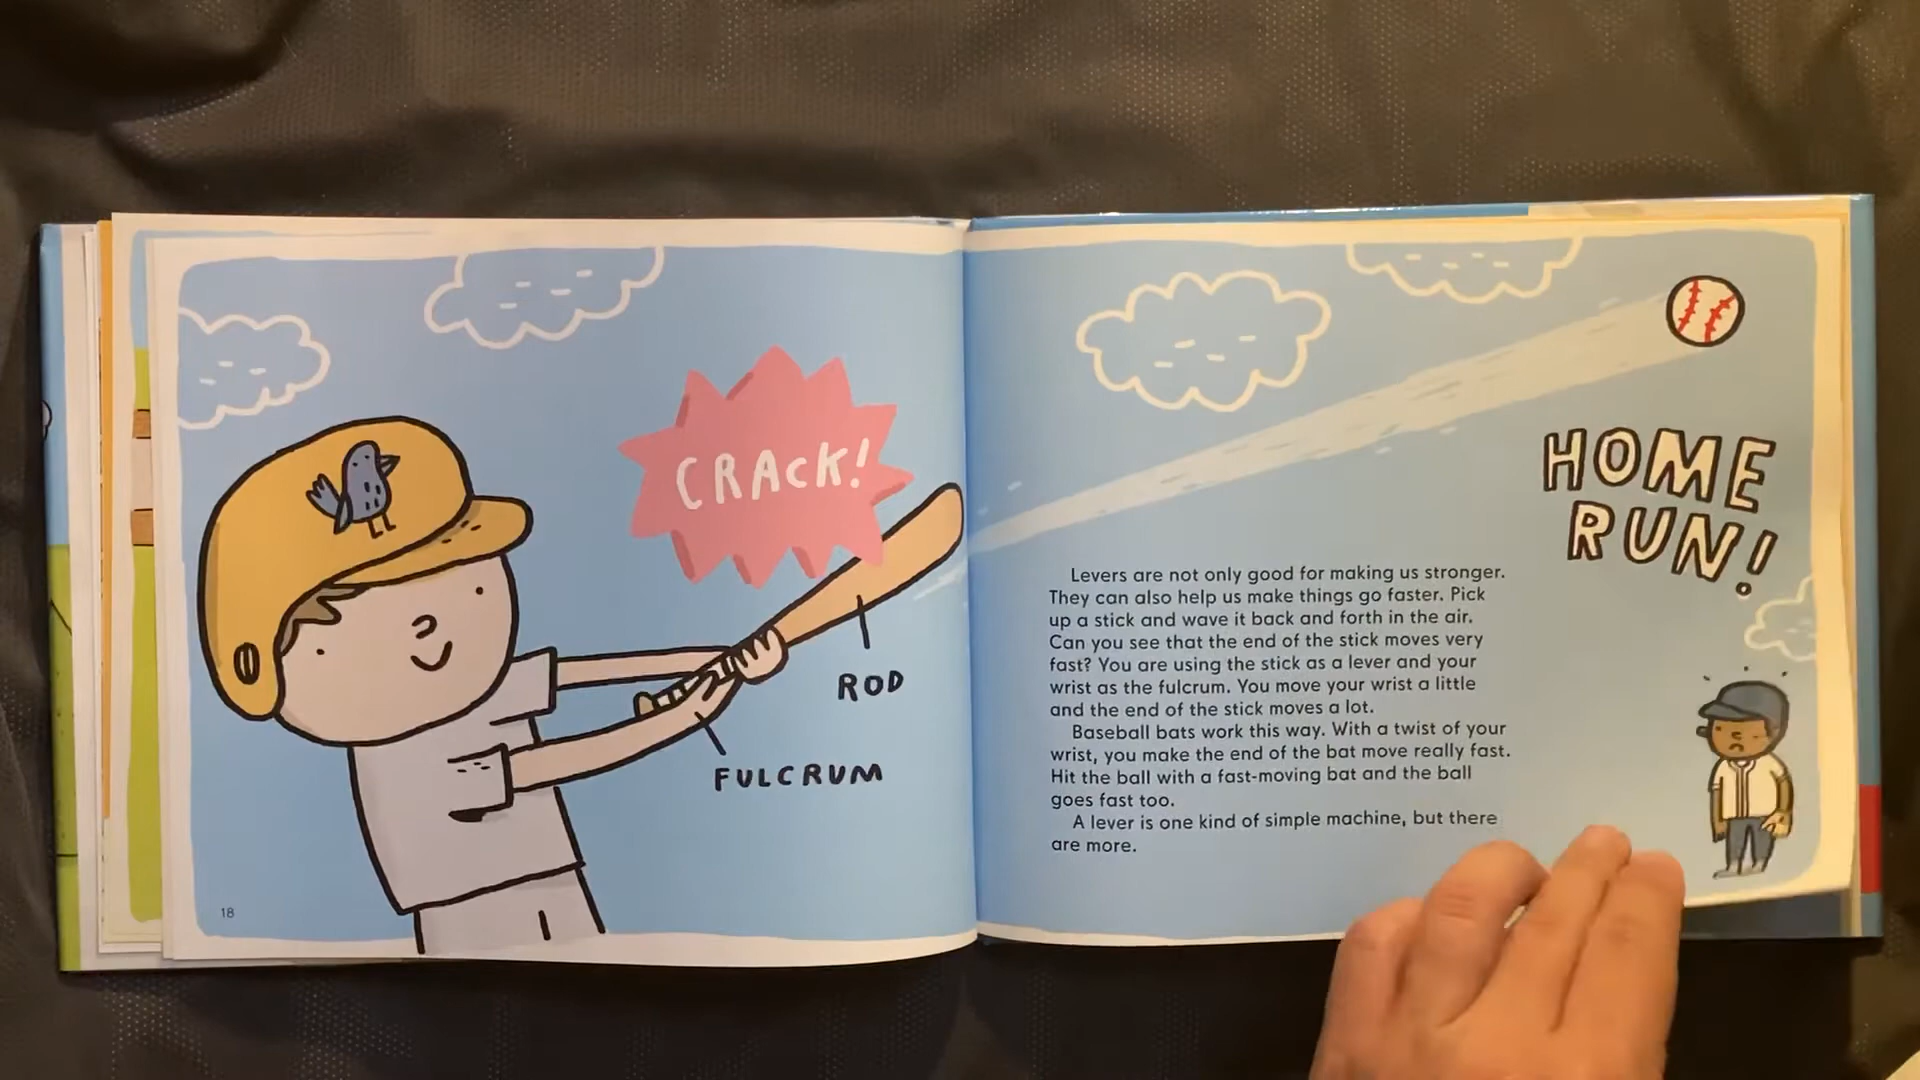 CRACK!
ROD
FULCRUM
18
HOME
RUN!
Levers are not only good for making us stronger.
They can also help us make things go faster. Pick
up a stick and wave it back and forth in the air.
Can you see that the end of the stick moves very
fast? You are using the stick as a lever and your
wrist as the fulcrum. You move your wrist a little
and the end of the stick moves a lot.
Baseball bats work this way. With a twist of your
wrist, you make the end of the bat move really fast.
Hit the ball with a fast-moving bat and the ball
goes fast too.
A lever is one kind of simple machine, but there
are more.